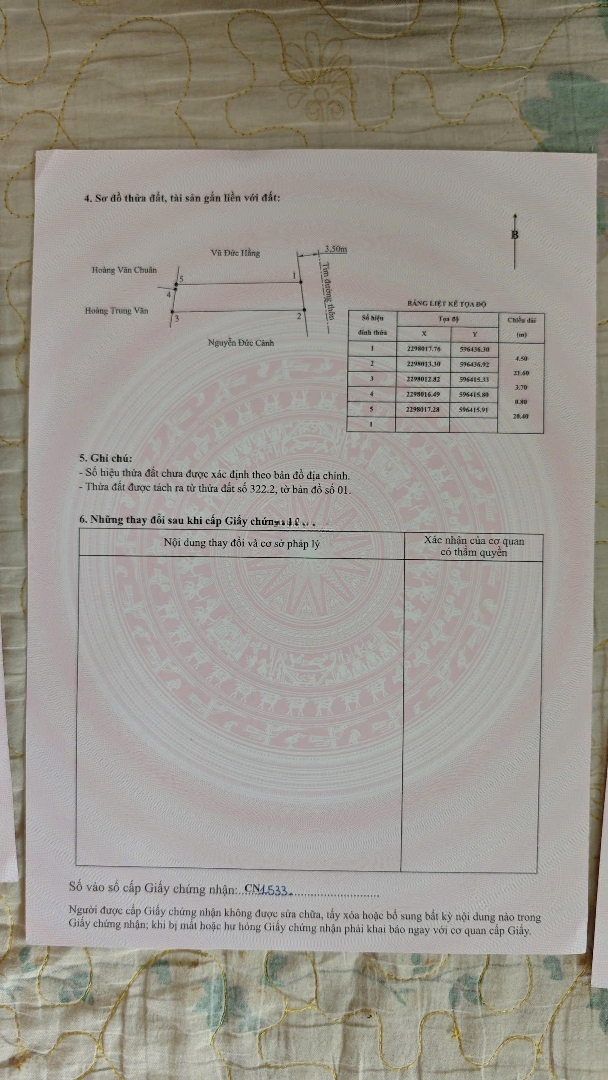 4. Sơ đồ thửa đất, tài sản gắn liền với đất:
B
Vũ Đức Hằng
3,50m
Hoàng Văn Chuẩn
5
1
Tim đường thôn
4
Hoàng Trung Văn
3
2
Nguyễn Đức Cảnh
BẢNG LIỆT KÊ TỌA ĐỘ
Số hiệu đỉnh thửa | Tọa độ | Chiều dài (m)
X | Y
1 | 2298017.76 | 596436.30
4.50
2 | 2298013.30 | 596436.92
21.60
3 | 2298012.82 | 596415.33
3.70
4 | 2298016.49 | 596415.80
0.80
5 | 2298017.28 | 596415.91
20.40
1
5. Ghi chú:
- Số hiệu thửa đất chưa được xác định theo bản đồ địa chính.
- Thửa đất được tách ra từ thửa đất số 322.2, tờ bản đồ số 01.
6. Những thay đổi sau khi cấp Giấy chứng
Nội dung thay đổi và cơ sở pháp lý | Xác nhận của cơ quan có thẩm quyền
Số vào sổ cấp Giấy chứng nhận: CN1533
Người được cấp Giấy chứng nhận không được sửa chữa, tẩy xóa hoặc bổ sung bất kỳ nội dung nào trong
Giấy chứng nhận; khi bị mất hoặc hư hỏng Giấy chứng nhận phải khai báo ngay với cơ quan cấp Giấy.